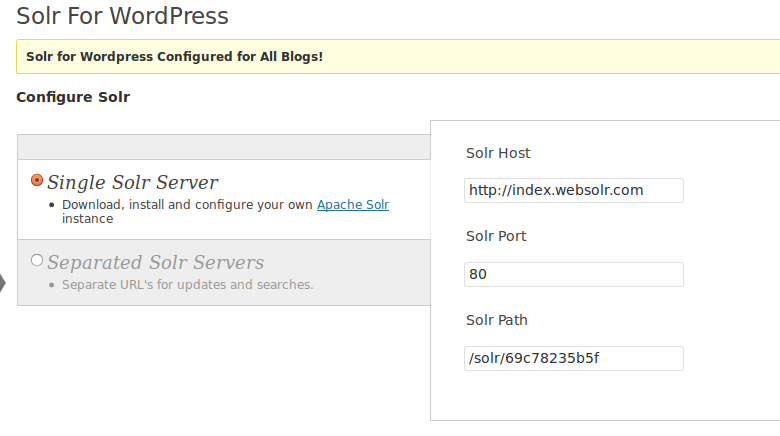 Solr For WordPress
Solr for Wordpress Configured for All Blogs!
Configure Solr
Single Solr Server
Download, install and configure your own Apache Solr
instance
Separated Solr Servers
Separate URL's for updates and searches.
Solr Host
http://index.websolr.com
Solr Port
80
Solr Path
/solr/69c78235b5f